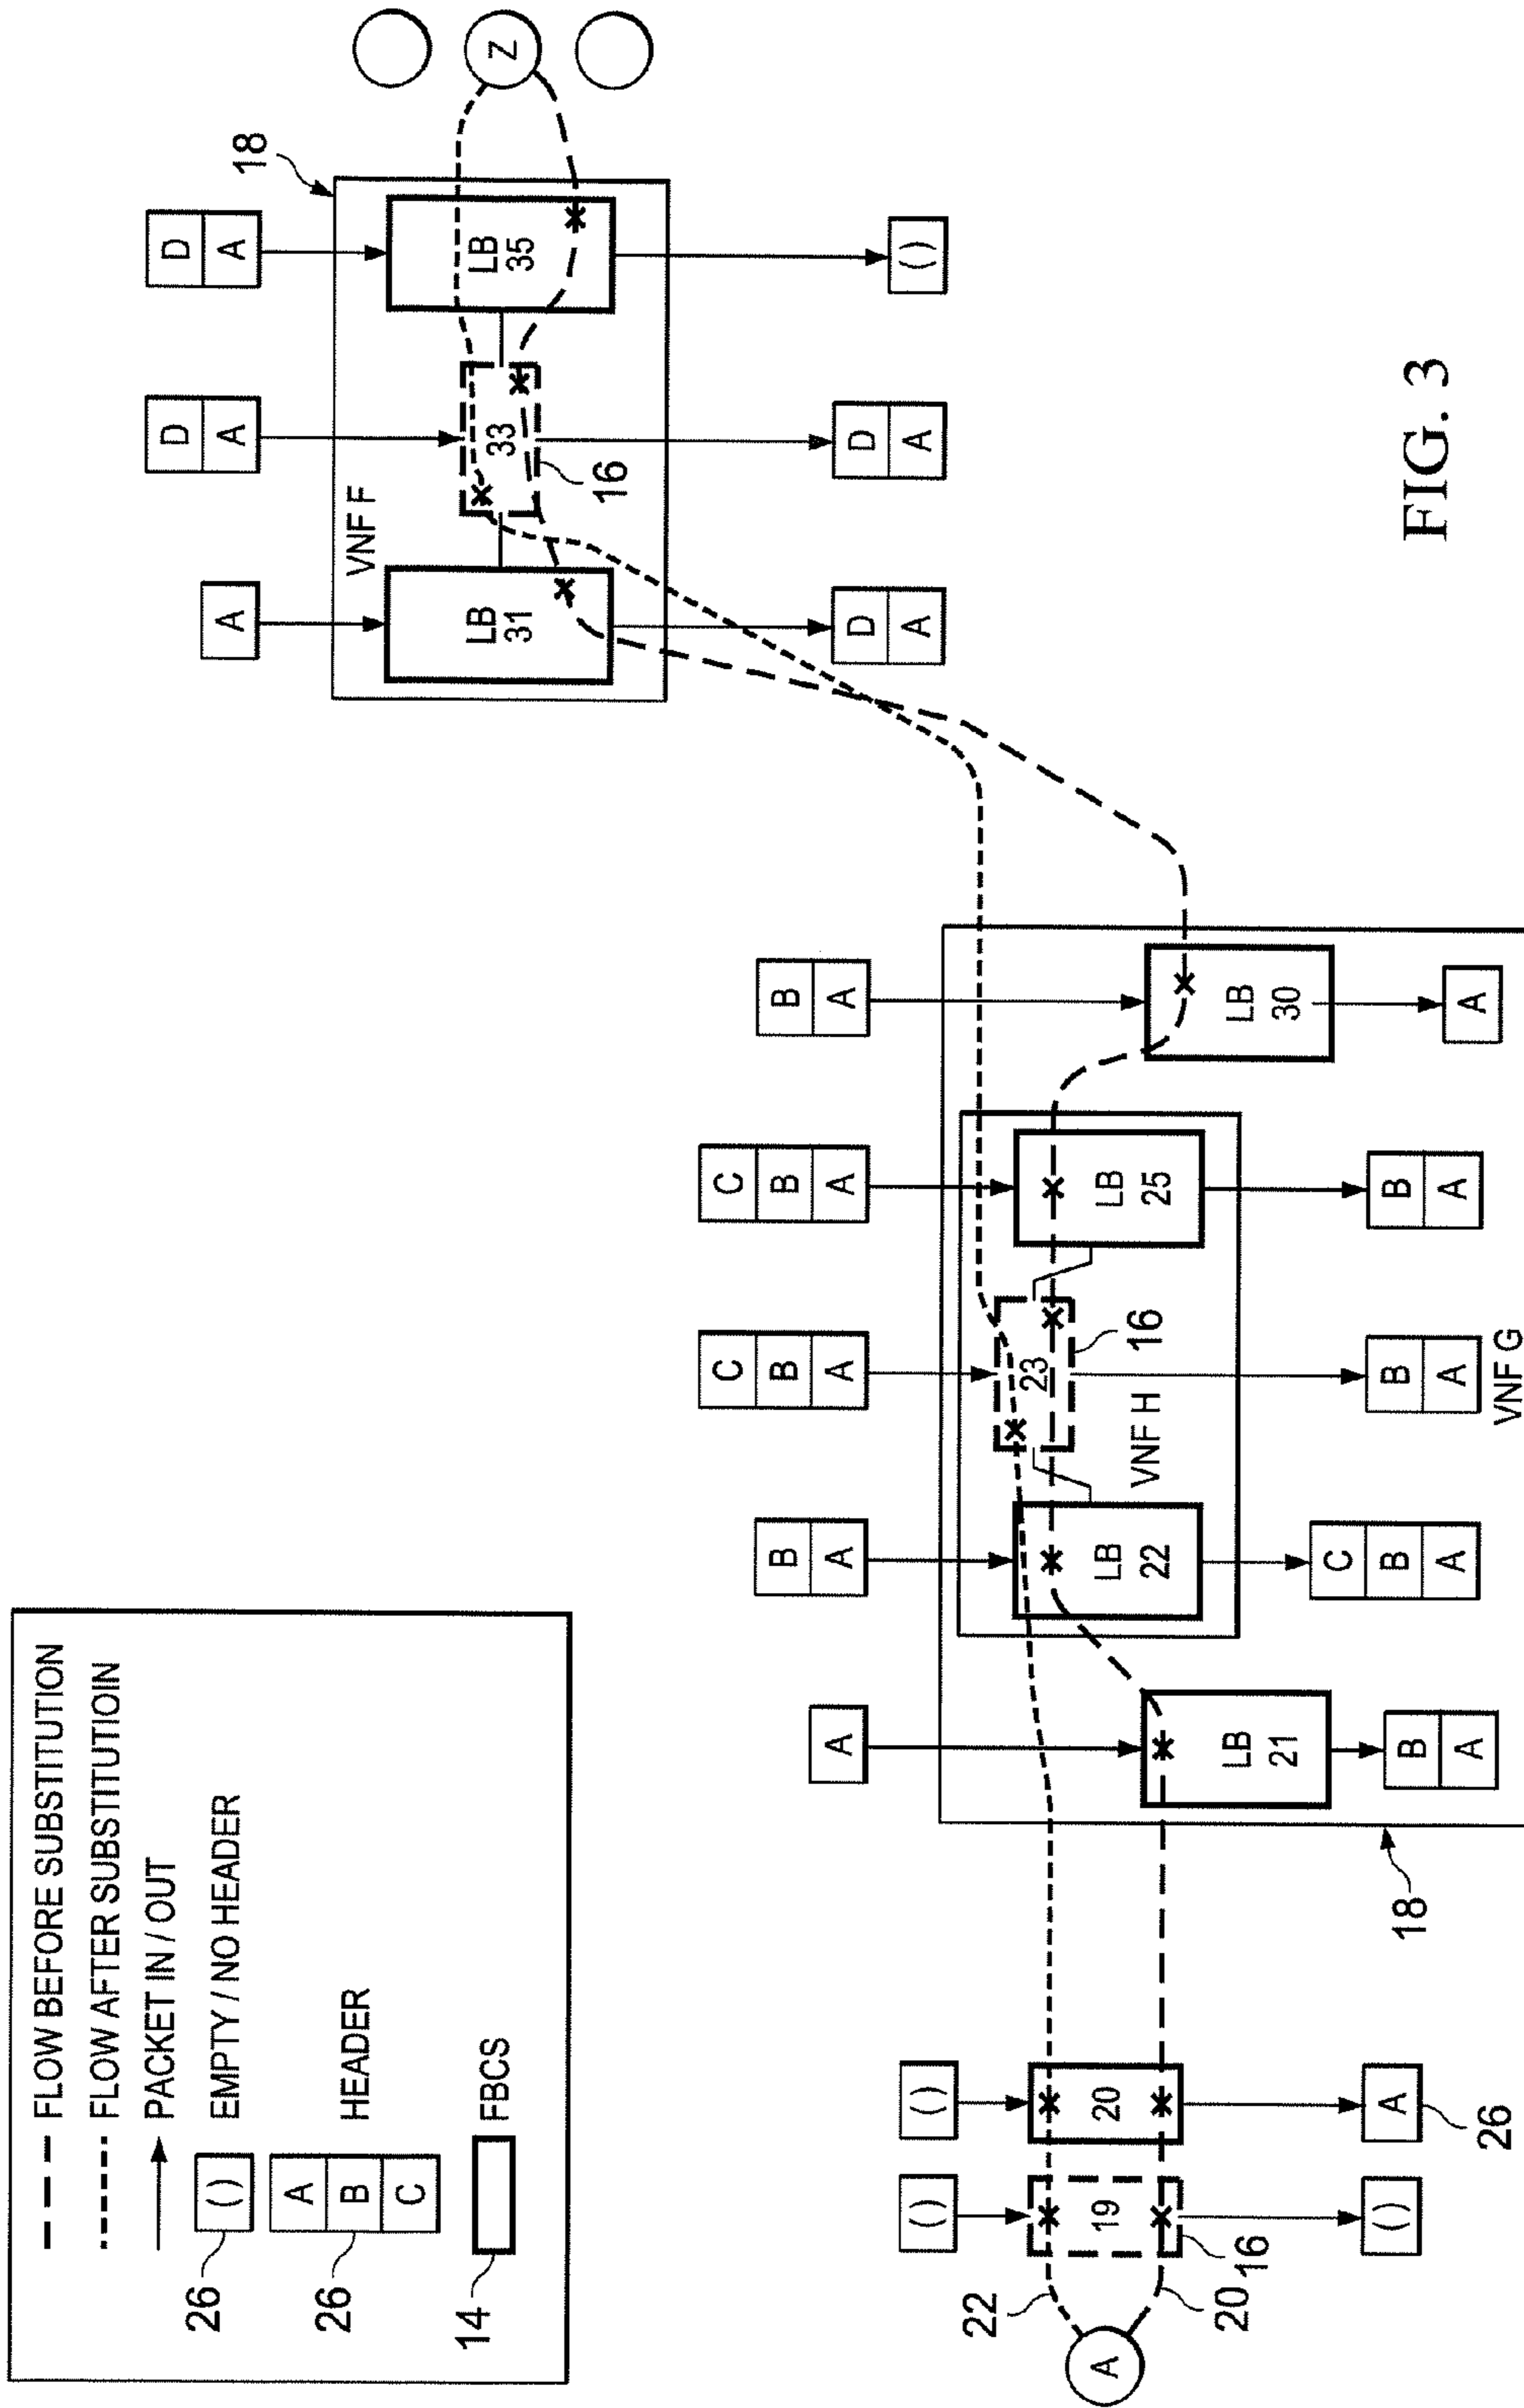 FLOW BEFORE SUBSTITUTION
FLOW AFTER SUBSTITUTIOIN
PACKET IN / OUT
26
( )
EMPTY / NO HEADER
26
A
B
C
HEADER
14
FBCS
A
22
20
( )
19
16
( )
( )
20
A
26
18
A
LB
21
B
A
B
A
LB
22
C
B
A
C
B
A
23
16
VNF H
B
A
VNF G
C
B
A
LB
25
B
A
B
A
LB
30
A
18
VNF F
A
LB
31
D
A
D
A
33
16
D
A
D
A
LB
35
( )
Z
FIG. 3